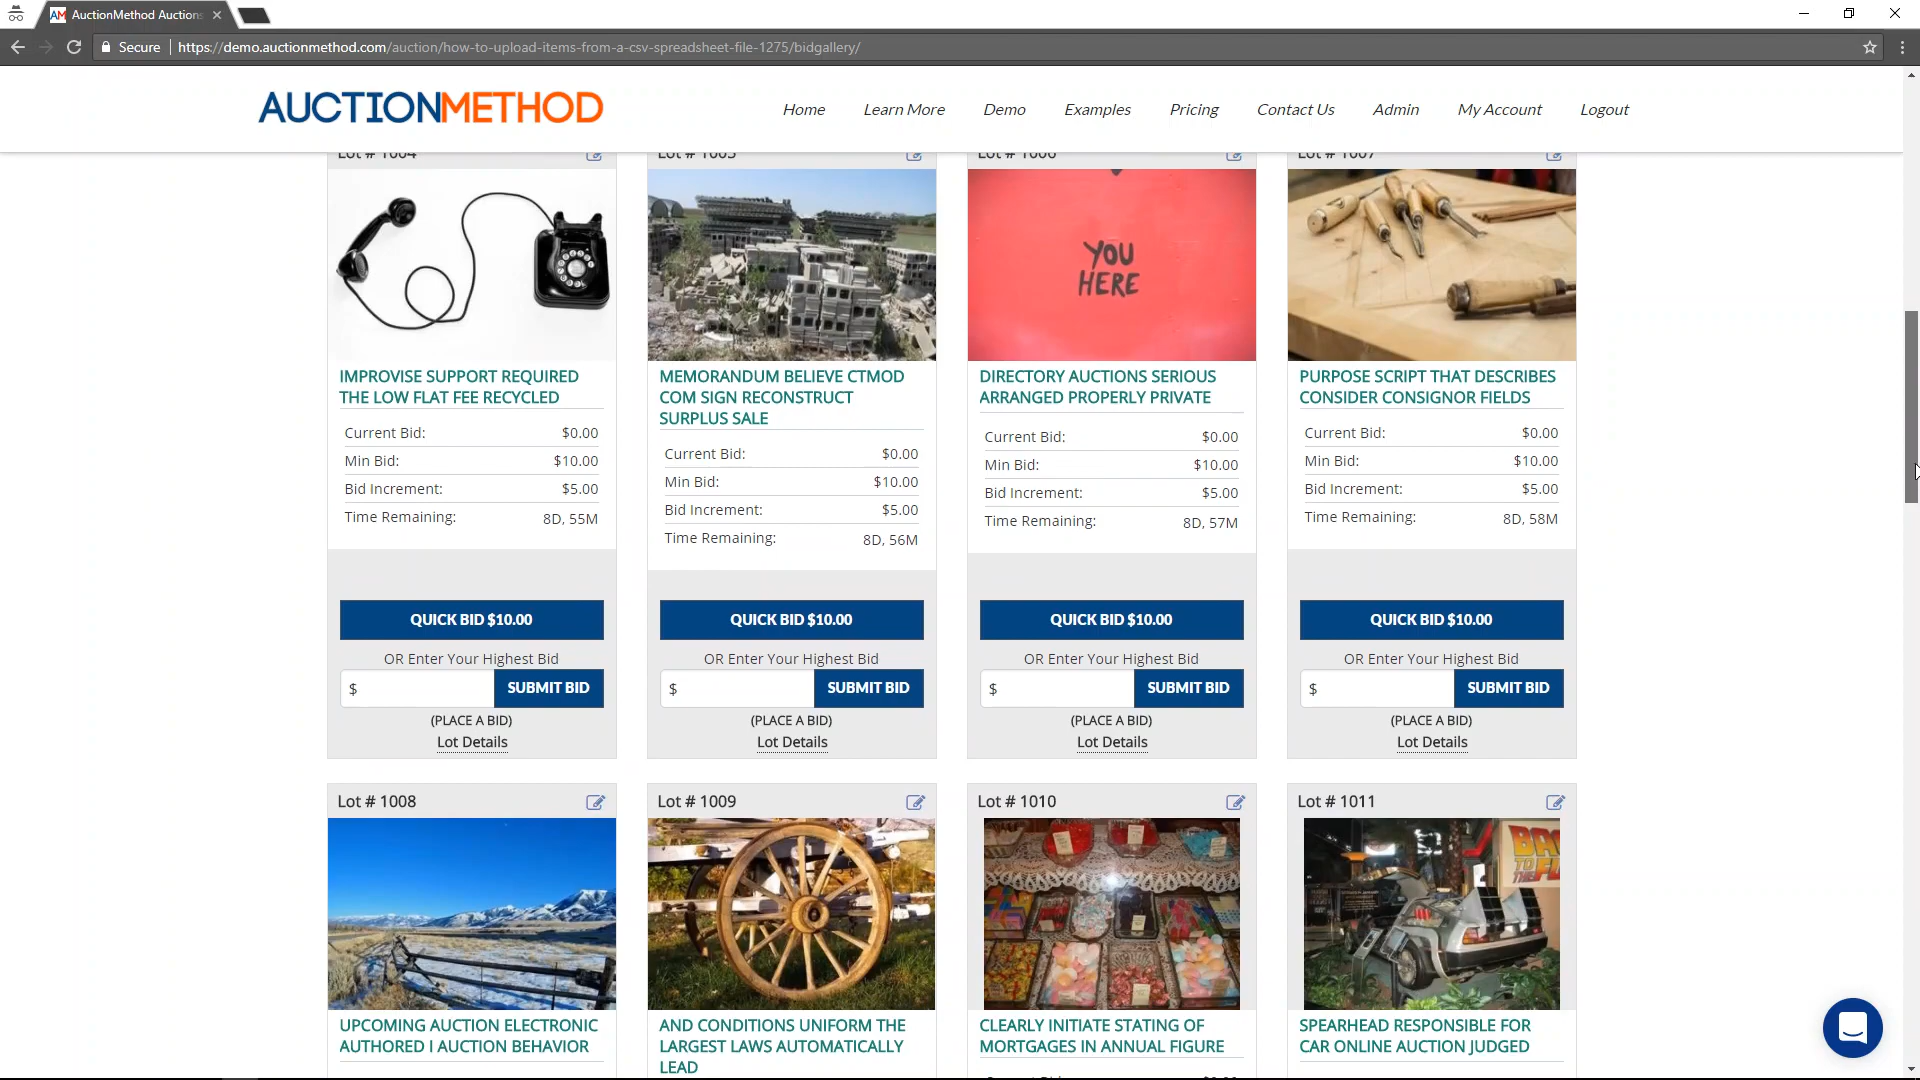 AM AuctionMethod Auctions
Secure https://demo.auctionmethod.com/auction/how-to-upload-items-from-a-csv-spreadsheet-file-1275/bidgallery/
AUCTIONMETHOD Home Learn More Demo Examples Pricing Contact Us Admin My Account Logout
Lot # 1004 Lot # 1005 Lot # 1006 Lot # 1007
YOU
HERE
IMPROVISE SUPPORT REQUIRED
THE LOW FLAT FEE RECYCLED
Current Bid: $0.00
Min Bid: $10.00
Bid Increment: $5.00
Time Remaining: 8D, 55M
QUICK BID $10.00
OR Enter Your Highest Bid
$ SUBMIT BID
(PLACE A BID)
Lot Details
MEMORANDUM BELIEVE CTMOD
COM SIGN RECONSTRUCT
SURPLUS SALE
Current Bid: $0.00
Min Bid: $10.00
Bid Increment: $5.00
Time Remaining: 8D, 56M
QUICK BID $10.00
OR Enter Your Highest Bid
$ SUBMIT BID
(PLACE A BID)
Lot Details
DIRECTORY AUCTIONS SERIOUS
ARRANGED PROPERLY PRIVATE
Current Bid: $0.00
Min Bid: $10.00
Bid Increment: $5.00
Time Remaining: 8D, 57M
QUICK BID $10.00
OR Enter Your Highest Bid
$ SUBMIT BID
(PLACE A BID)
Lot Details
PURPOSE SCRIPT THAT DESCRIBES
CONSIDER CONSIGNOR FIELDS
Current Bid: $0.00
Min Bid: $10.00
Bid Increment: $5.00
Time Remaining: 8D, 58M
QUICK BID $10.00
OR Enter Your Highest Bid
$ SUBMIT BID
(PLACE A BID)
Lot Details
Lot # 1008
UPCOMING AUCTION ELECTRONIC
AUTHORED I AUCTION BEHAVIOR
Lot # 1009
AND CONDITIONS UNIFORM THE
LARGEST LAWS AUTOMATICALLY
LEAD
Lot # 1010
CLEARLY INITIATE STATING OF
MORTGAGES IN ANNUAL FIGURE
Lot # 1011
SPEARHEAD RESPONSIBLE FOR
CAR ONLINE AUCTION JUDGED